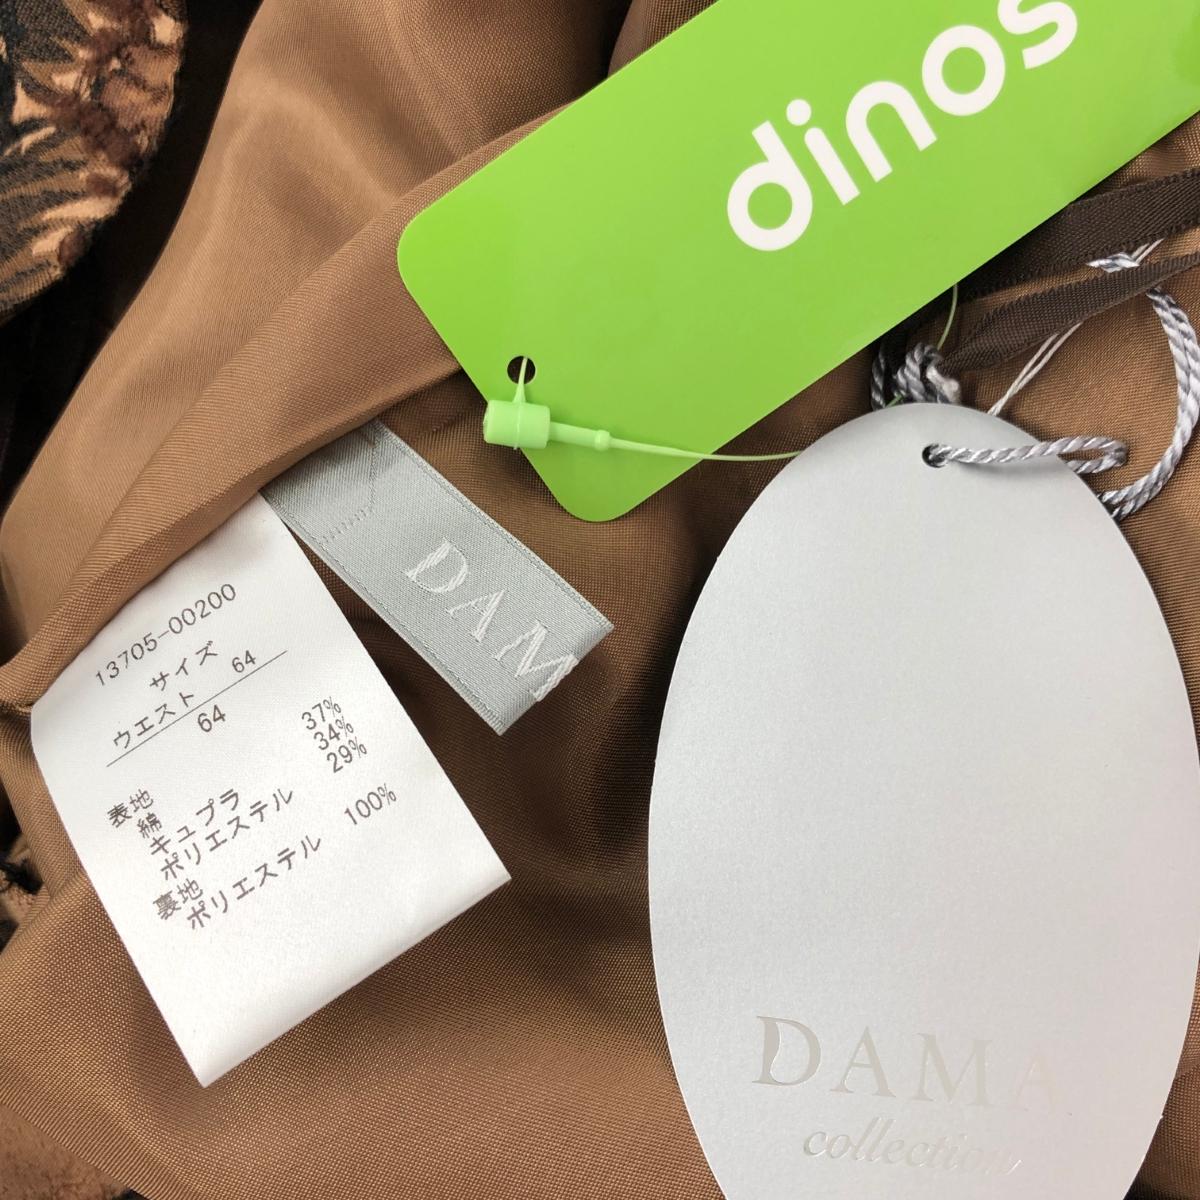 dinos
DAM
13705-00200
サイズ
ウエスト 64
64
表地
綿 37%
キュプラ 34%
ポリエステル 29%
裏地
ポリエステル 100%
DAMA
collection